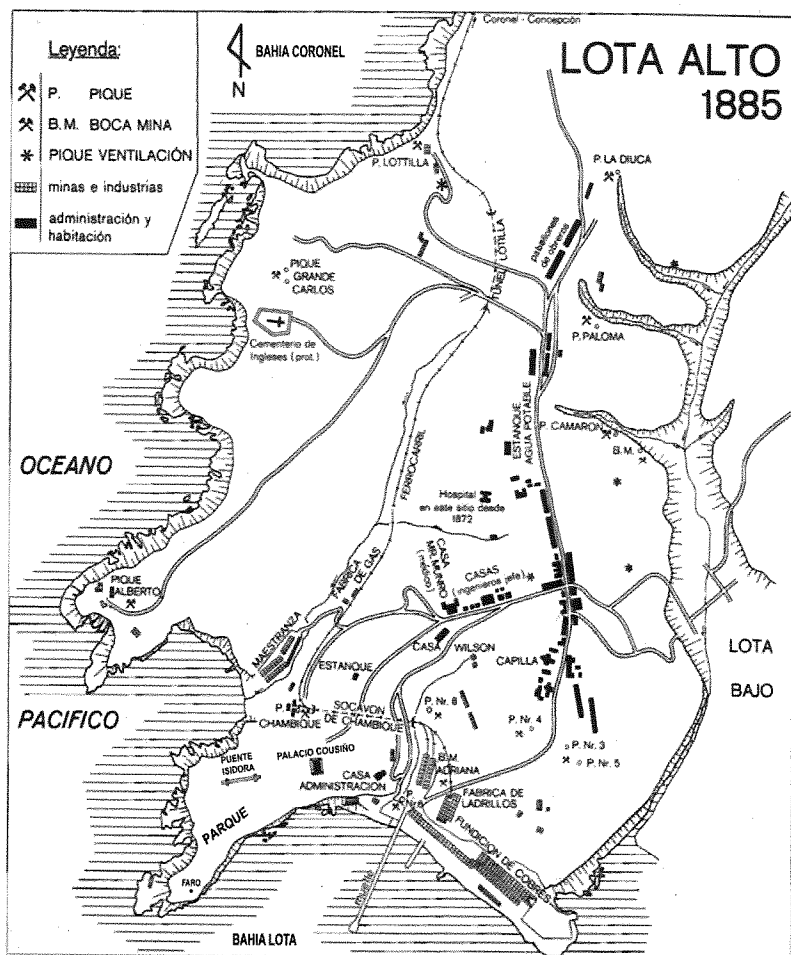 Coronel - Concepción
Leyenda:
P. PIQUE
B.M. BOCA MINA
PIQUE VENTILACIÓN
minas e industrias
administración y
habitación
BAHIA CORONEL
N
LOTA ALTO
1885
P. LOTTILLA
P. LA DIUCA
pabellones
de obreros
TUNEL LOTILLA
PIQUE
GRANDE
CARLOS
Cementerio de
Ingleses (prot.)
P. PALOMA
ESTANQUE
AGUA POTABLE
P. CAMARON
B.M.
OCEANO
FERROCARRIL
Hospital
en este sitio desde
1872
CASA
MR. MUNRO
(médico)
CASAS
(ingenieros jefe)
FABRICA
DE GAS
PIQUE
ALBERTO
MAESTRANZA
CASA WILSON
CAPILLA
LOTA
BAJO
ESTANQUE
PACIFICO
P.
CHAMBIQUE
SOCAVON
DE CHAMBIQUE
P. Nr. 8
P. Nr. 4
P. Nr. 3
P. Nr. 5
PUENTE
ISIDORA
PALACIO COUSIÑO
B.M.
ADRIANA
CASA
ADMINISTRACION
FABRICA DE
LADRILLOS
PARQUE
FUNDICION DE COBRES
muelle
FARO
BAHIA LOTA